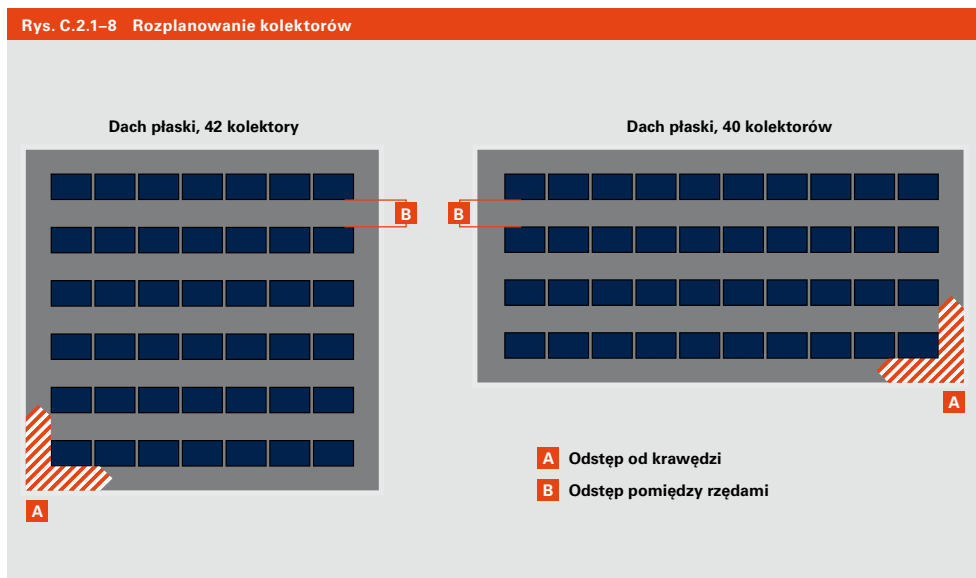 Rys. C.2.1–8 Rozplanowanie kolektorów
Dach płaski, 42 kolektory
Dach płaski, 40 kolektorów
B
B
A
A
A Odstęp od krawędzi
B Odstęp pomiędzy rzędami